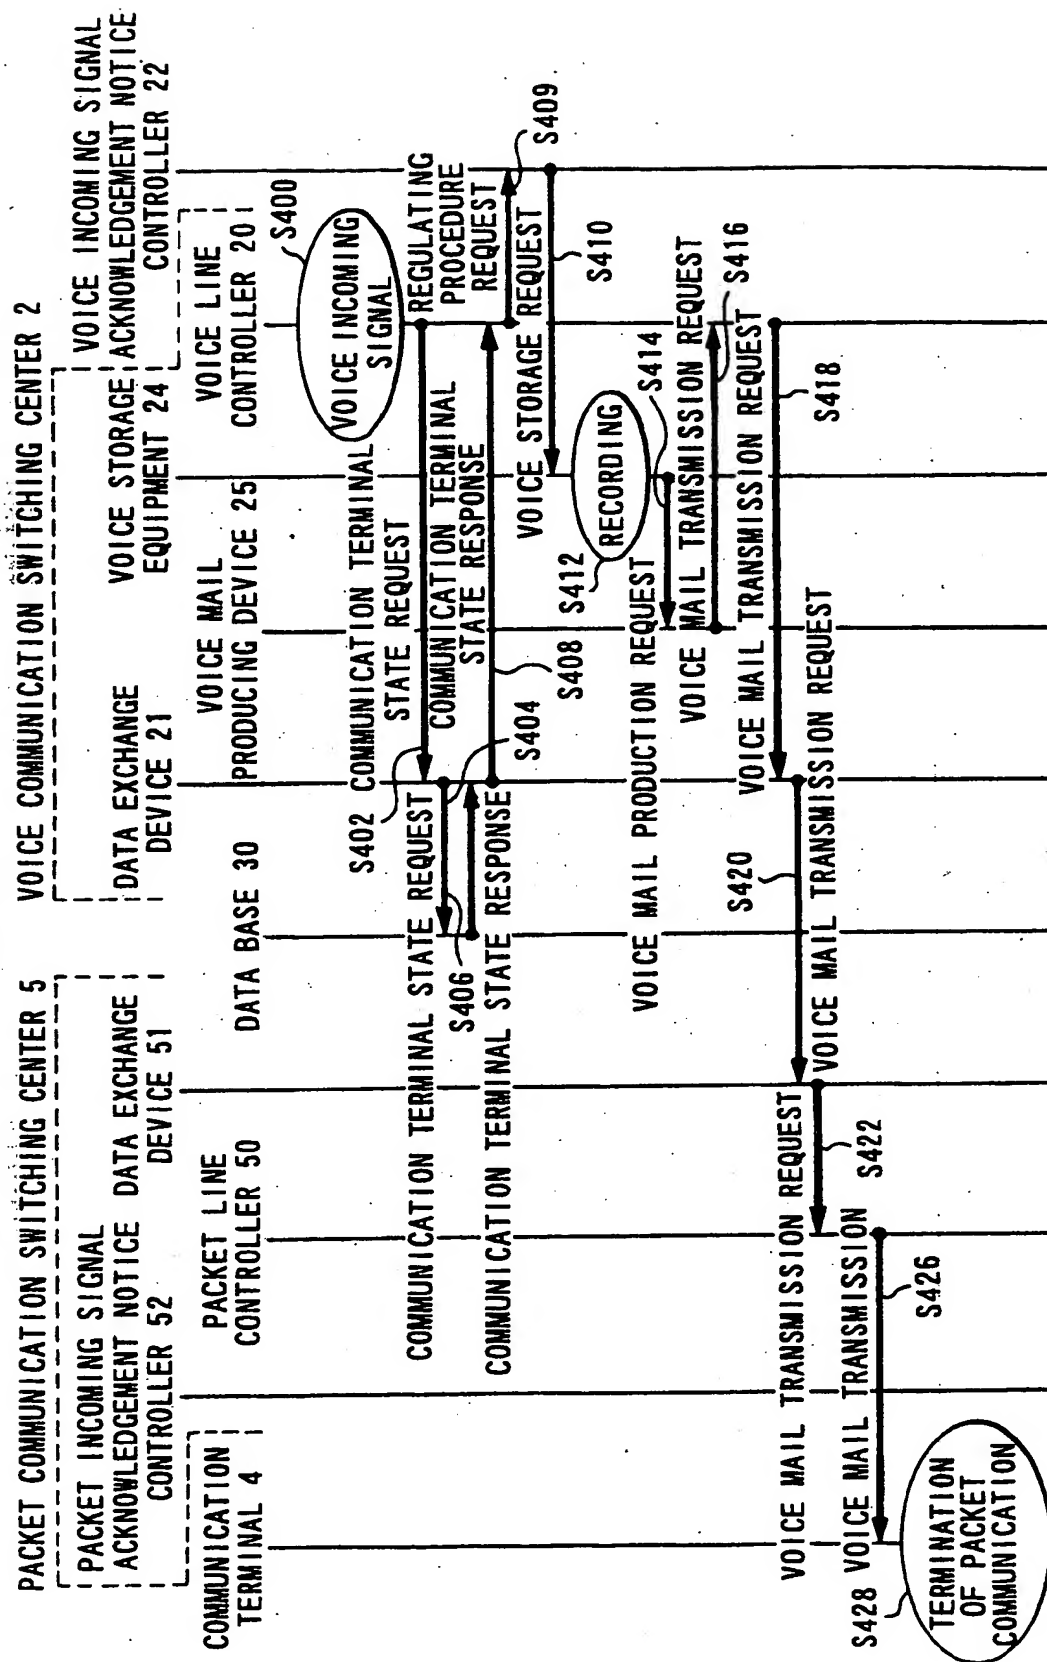 PACKET COMMUNICATION SWITCHING CENTER 5
PACKET INCOMING SIGNAL
ACKNOWLEDGEMENT NOTICE
CONTROLLER 52
DATA EXCHANGE
DEVICE 51
COMMUNICATION
TERMINAL 4
PACKET LINE
CONTROLLER 50
DATA BASE 30
VOICE COMMUNICATION SWITCHING CENTER 2
DATA EXCHANGE
DEVICE 21
VOICE MAIL
PRODUCING DEVICE 25
VOICE STORAGE
EQUIPMENT 24
VOICE LINE
CONTROLLER 20
VOICE INCOMING SIGNAL
ACKNOWLEDGEMENT NOTICE
CONTROLLER 22
S400
VOICE INCOMING
SIGNAL
S402
COMMUNICATION TERMINAL
STATE REQUEST
COMMUNICATION TERMINAL STATE REQUEST
S404
S406
COMMUNICATION TERMINAL STATE RESPONSE
COMMUNICATION TERMINAL
STATE RESPONSE
S408
REGULATING
PROCEDURE
REQUEST
S409
VOICE STORAGE REQUEST
S410
S412
RECORDING
VOICE MAIL PRODUCTION REQUEST
S414
VOICE MAIL TRANSMISSION REQUEST
S416
VOICE MAIL TRANSMISSION REQUEST
S418
S420
VOICE MAIL TRANSMISSION REQUEST
VOICE MAIL TRANSMISSION REQUEST
S422
VOICE MAIL TRANSMISSION
S426
S428
TERMINATION
OF PACKET
COMMUNICATION